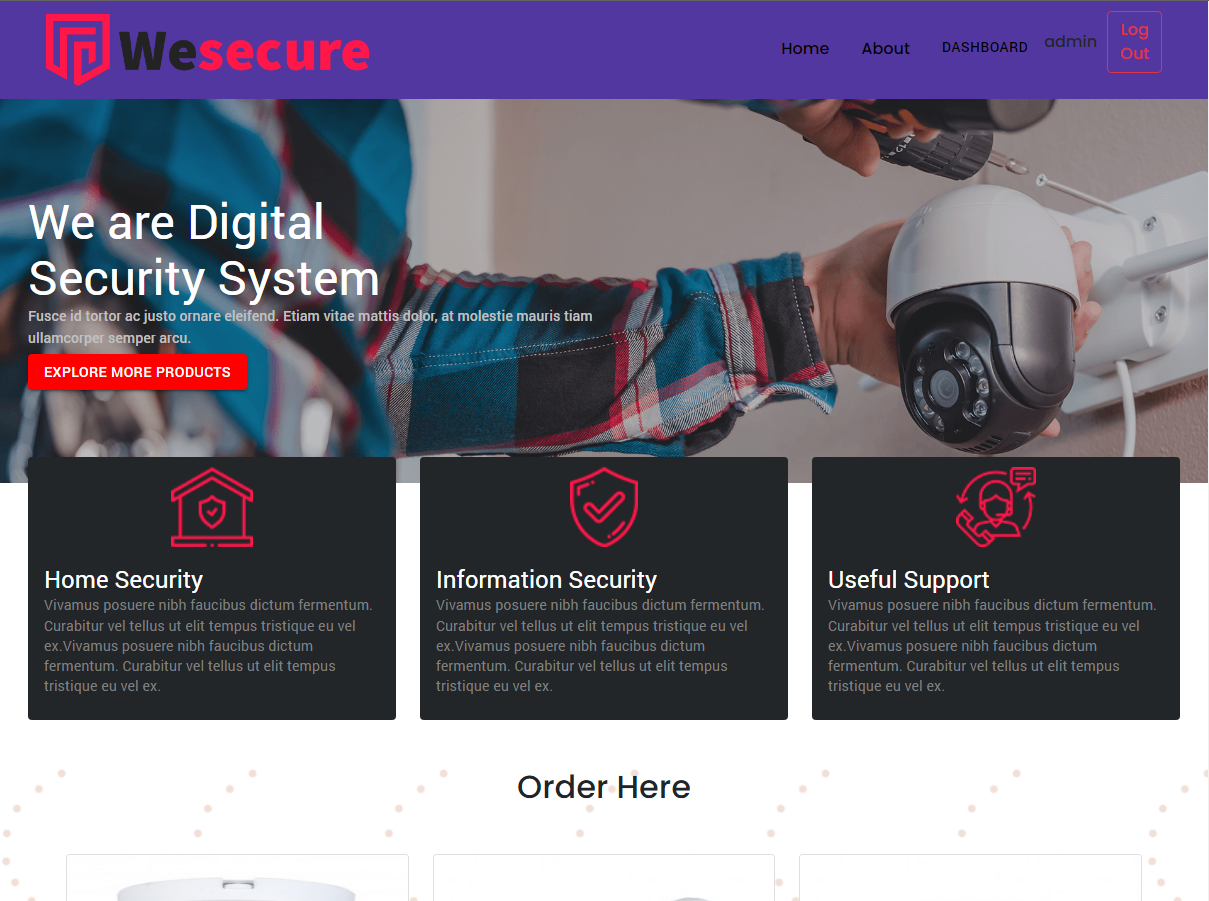 Wesecure
Home
About
DASHBOARD
admin
Log
Out
We are Digital
Security System
Fusce id tortor ac justo ornare eleifend. Etiam vitae mattis dolor, at molestie mauris tiam
ullamcorper semper arcu.
EXPLORE MORE PRODUCTS
Home Security
Vivamus posuere nibh faucibus dictum fermentum.
Curabitur vel tellus ut elit tempus tristique eu vel
ex.Vivamus posuere nibh faucibus dictum
fermentum. Curabitur vel tellus ut elit tempus
tristique eu vel ex.
Information Security
Vivamus posuere nibh faucibus dictum fermentum.
Curabitur vel tellus ut elit tempus tristique eu vel
ex.Vivamus posuere nibh faucibus dictum
fermentum. Curabitur vel tellus ut elit tempus
tristique eu vel ex.
Useful Support
Vivamus posuere nibh faucibus dictum fermentum.
Curabitur vel tellus ut elit tempus tristique eu vel
ex.Vivamus posuere nibh faucibus dictum
fermentum. Curabitur vel tellus ut elit tempus
tristique eu vel ex.
Order Here